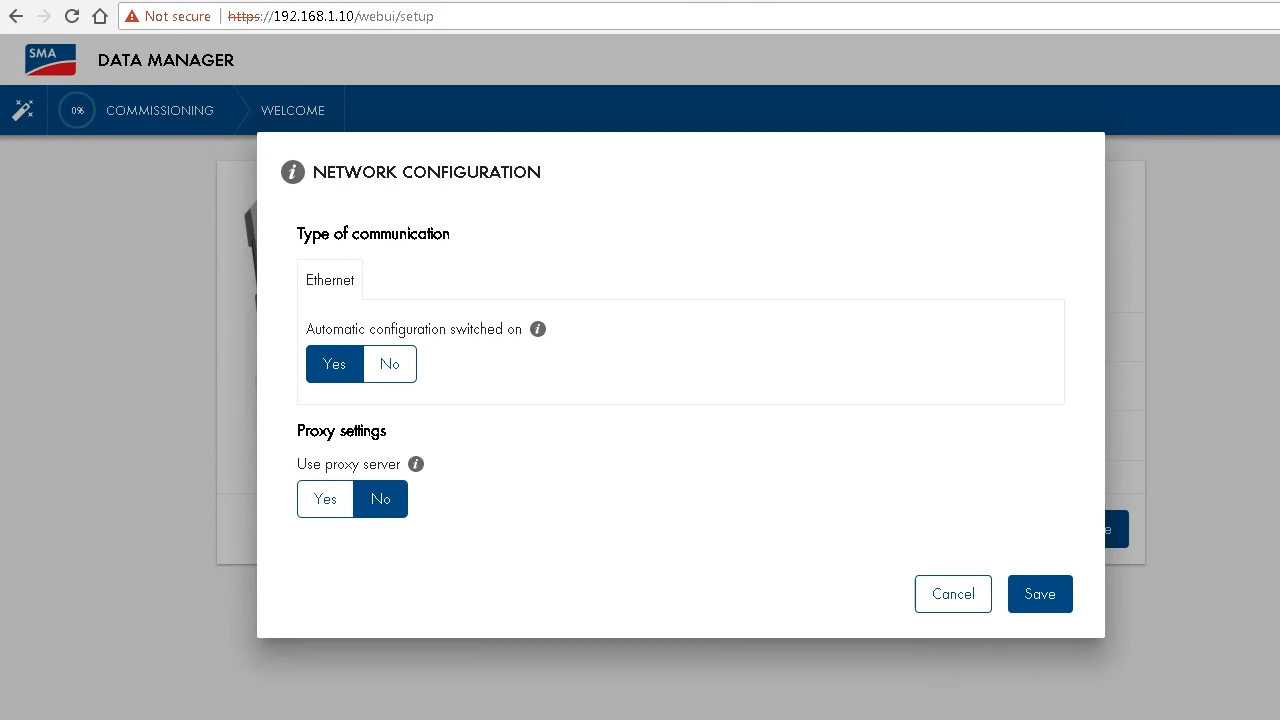 Not secure | https://192.168.1.10/webui/setup
SMA DATA MANAGER
0% COMMISSIONING WELCOME
i NETWORK CONFIGURATION
Type of communication
Ethernet
Automatic configuration switched on i
Yes No
Proxy settings
Use proxy server i
Yes No
e
Cancel Save